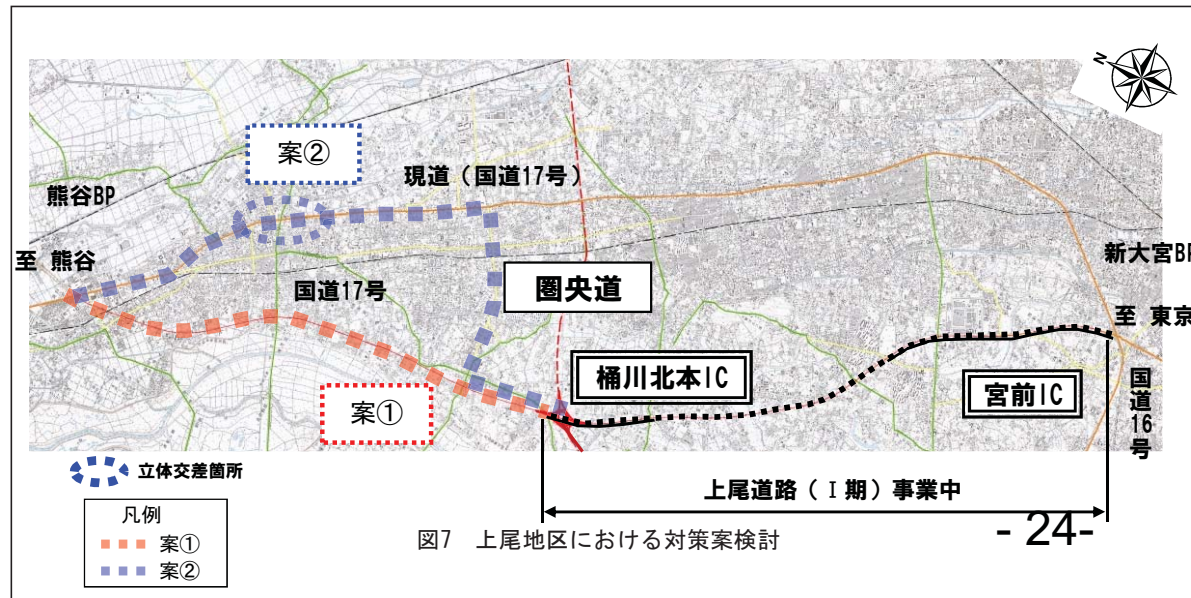 N
案②
現道（国道17号）
熊谷BP
至 熊谷
新大宮BP
国道17号
圏央道
至 東京
桶川北本IC
宮前IC
案①
国道16号
立体交差箇所
上尾道路（Ⅰ期）事業中
凡例
案①
案②
図7 上尾地区における対策案検討
- 24-